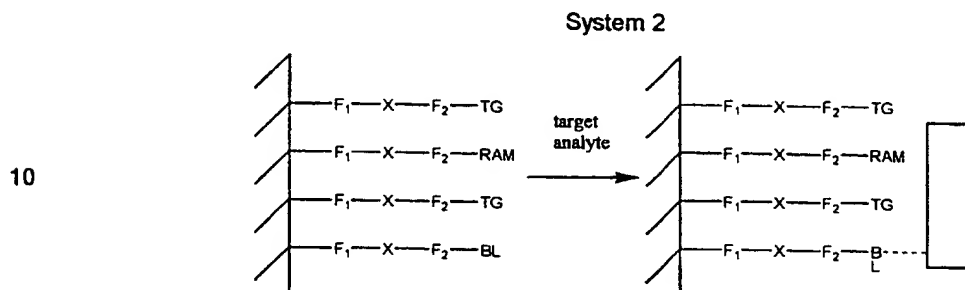 System 2
F₁—X—F₂—TG F₁—X—F₂—TG
target
analyte
10 F₁—X—F₂—RAM F₁—X—F₂—RAM
F₁—X—F₂—TG F₁—X—F₂—TG
F₁—X—F₂—BL F₁—X—F₂—B
L